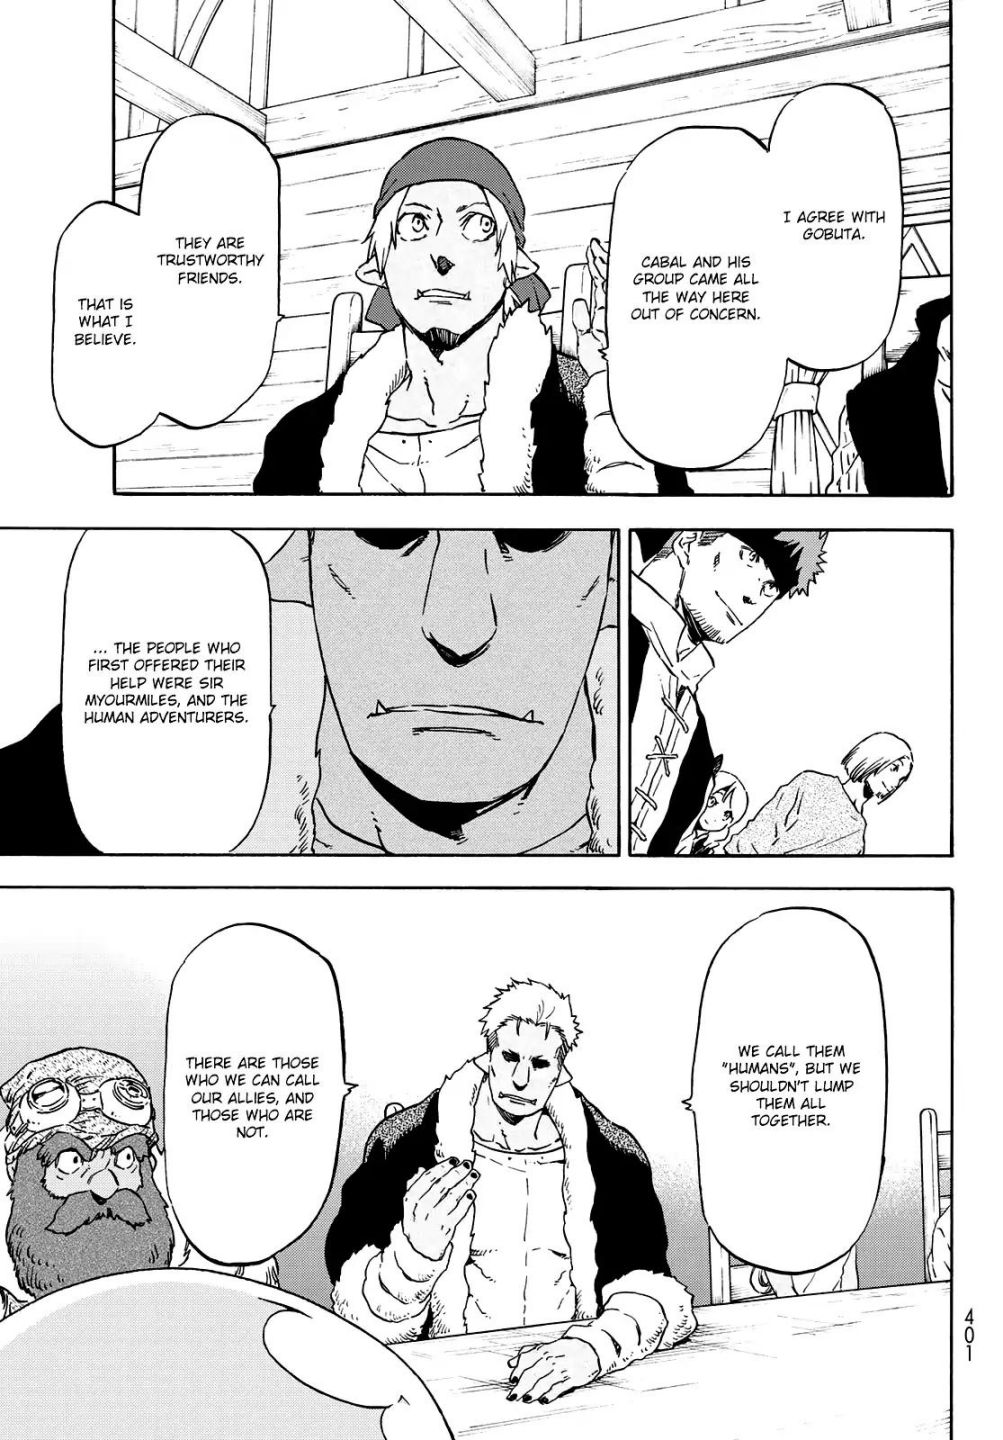 I AGREE WITH
GOBUTA.
CABAL AND HIS
GROUP CAME ALL
THE WAY HERE
OUT OF CONCERN.
THEY ARE
TRUSTWORTHY
FRIENDS.
THAT IS
WHAT I
BELIEVE.
... THE PEOPLE WHO
FIRST OFFERED THEIR
HELP WERE SIR
MYOURMILES, AND THE
HUMAN ADVENTURERS.
WE CALL THEM
"HUMANS", BUT WE
SHOULDN'T LUMP
THEM ALL
TOGETHER.
THERE ARE THOSE
WHO WE CAN CALL
OUR ALLIES, AND
THOSE WHO ARE
NOT.
401